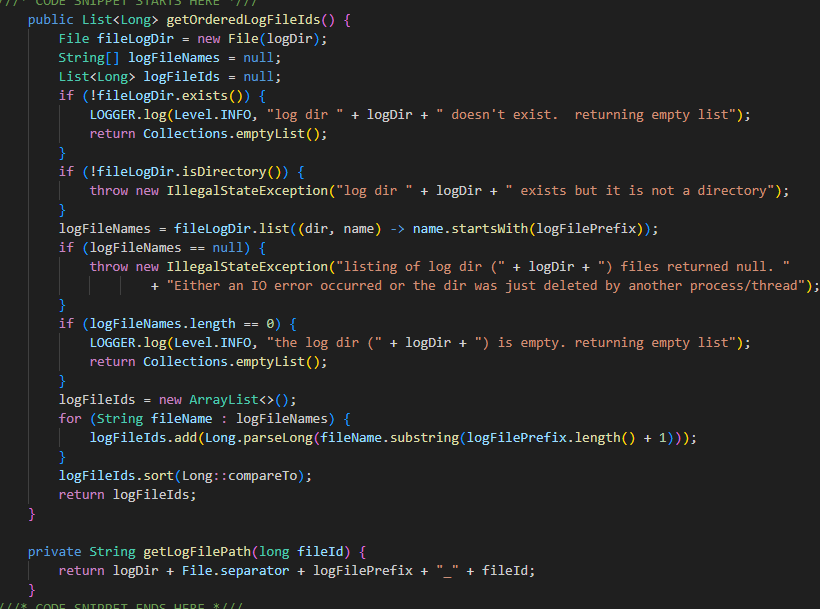 ///* CODE SNIPPET STARTS HERE *///
public List<Long> getOrderedLogFileIds() {
    File fileLogDir = new File(logDir);
    String[] logFileNames = null;
    List<Long> logFileIds = null;
    if (!fileLogDir.exists()) {
        LOGGER.log(Level.INFO, "log dir " + logDir + " doesn't exist.  returning empty list");
        return Collections.emptyList();
    }
    if (!fileLogDir.isDirectory()) {
        throw new IllegalStateException("log dir " + logDir + " exists but it is not a directory");
    }
    logFileNames = fileLogDir.list((dir, name) -> name.startsWith(logFilePrefix));
    if (logFileNames == null) {
        throw new IllegalStateException("listing of log dir (" + logDir + ") files returned null. "
                + "Either an IO error occurred or the dir was just deleted by another process/thread");
    }
    if (logFileNames.length == 0) {
        LOGGER.log(Level.INFO, "the log dir (" + logDir + ") is empty. returning empty list");
        return Collections.emptyList();
    }
    logFileIds = new ArrayList<>();
    for (String fileName : logFileNames) {
        logFileIds.add(Long.parseLong(fileName.substring(logFilePrefix.length() + 1)));
    }
    logFileIds.sort(Long::compareTo);
    return logFileIds;
}

private String getLogFilePath(long fileId) {
    return logDir + File.separator + logFilePrefix + "_" + fileId;
}
///* CODE SNIPPET ENDS HERE *///